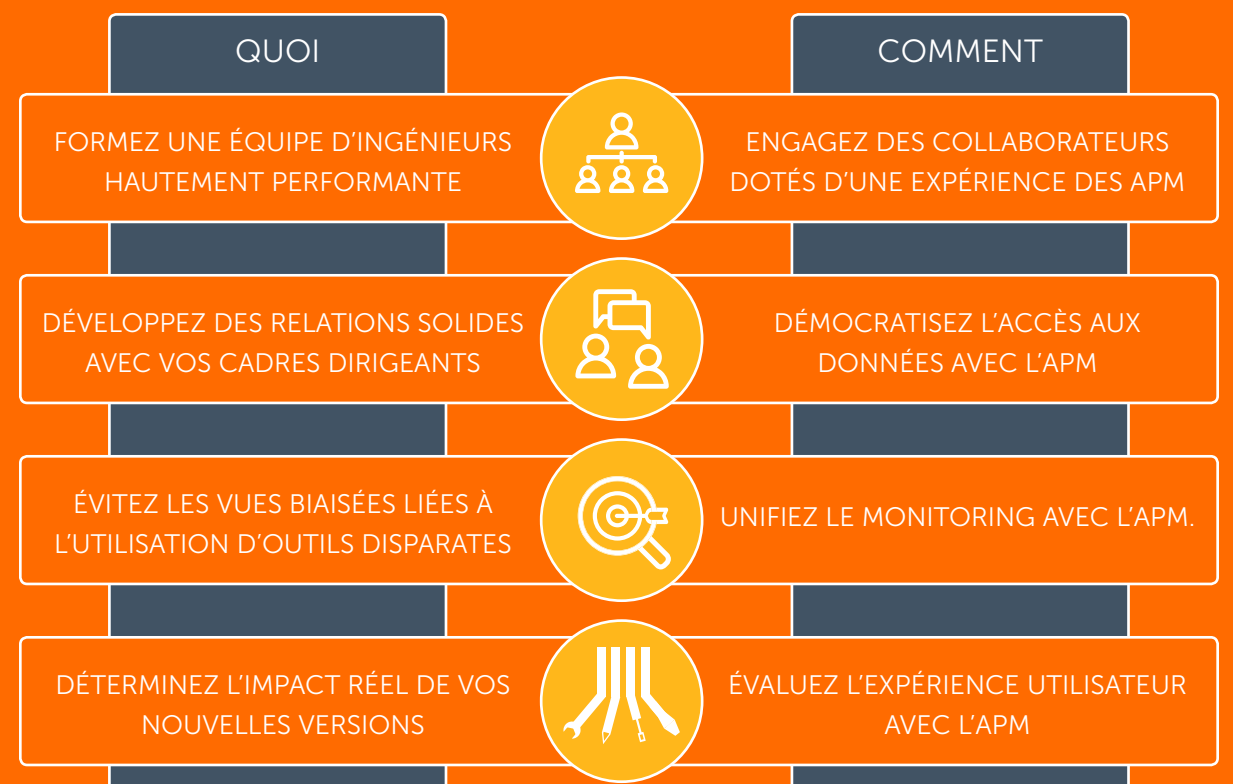 QUOI
COMMENT
FORMEZ UNE ÉQUIPE D'INGÉNIEURS
HAUTEMENT PERFORMANTE
ENGAGEZ DES COLLABORATEURS
DOTÉS D'UNE EXPÉRIENCE DES APM
DÉVELOPPEZ DES RELATIONS SOLIDES
AVEC VOS CADRES DIRIGEANTS
DÉMOCRATISEZ L'ACCÈS AUX
DONNÉES AVEC L'APM
ÉVITEZ LES VUES BIAISÉES LIÉES À
L'UTILISATION D'OUTILS DISPARATES
UNIFIEZ LE MONITORING AVEC L'APM.
DÉTERMINEZ L'IMPACT RÉEL DE VOS
NOUVELLES VERSIONS
ÉVALUEZ L'EXPÉRIENCE UTILISATEUR
AVEC L'APM